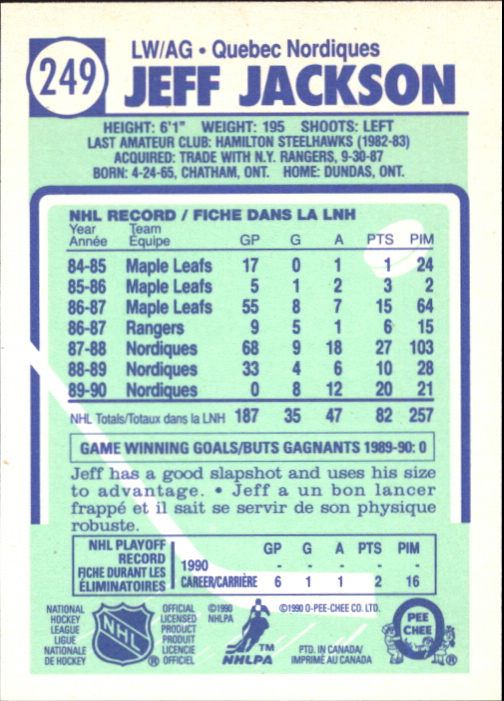 249
LW/AG • Quebec Nordiques
JEFF JACKSON
HEIGHT: 6'1" WEIGHT: 195 SHOOTS: LEFT
LAST AMATEUR CLUB: HAMILTON STEELHAWKS (1982-83)
ACQUIRED: TRADE WITH N.Y. RANGERS, 9-30-87
BORN: 4-24-65, CHATHAM, ONT. HOME: DUNDAS, ONT.
NHL RECORD / FICHE DANS LA LNH
Year Team
Année Équipe GP G A PTS PIM
84-85 Maple Leafs 17 0 1 1 24
85-86 Maple Leafs 5 1 2 3 2
86-87 Maple Leafs 55 8 7 15 64
86-87 Rangers 9 5 1 6 15
87-88 Nordiques 68 9 18 27 103
88-89 Nordiques 33 4 6 10 28
89-90 Nordiques 0 8 12 20 21
NHL Totals/Totaux dans la LNH 187 35 47 82 257
GAME WINNING GOALS/BUTS GAGNANTS 1989-90: 0
Jeff has a good slapshot and uses his size
to advantage. • Jeff a un bon lancer
frappé et il sait se servir de son physique
robuste.
NHL PLAYOFF RECORD
FICHE DURANT LES ÉLIMINATOIRES
GP G A PTS PIM
1990 - - - - -
CAREER/CARRIÈRE 6 1 1 2 16
NATIONAL
HOCKEY
LEAGUE
LIGUE
NATIONALE
DE HOCKEY
NHL
®
OFFICIAL
LICENSED
PRODUCT
PRODUIT
LICENCIE
OFFICIEL
©1990
NHLPA
TM
NHLPA
©1990 O-PEE-CHEE CO. LTD.
PTD. IN CANADA/
IMPRIMÉ AU CANADA
O
PEE
CHEE
®